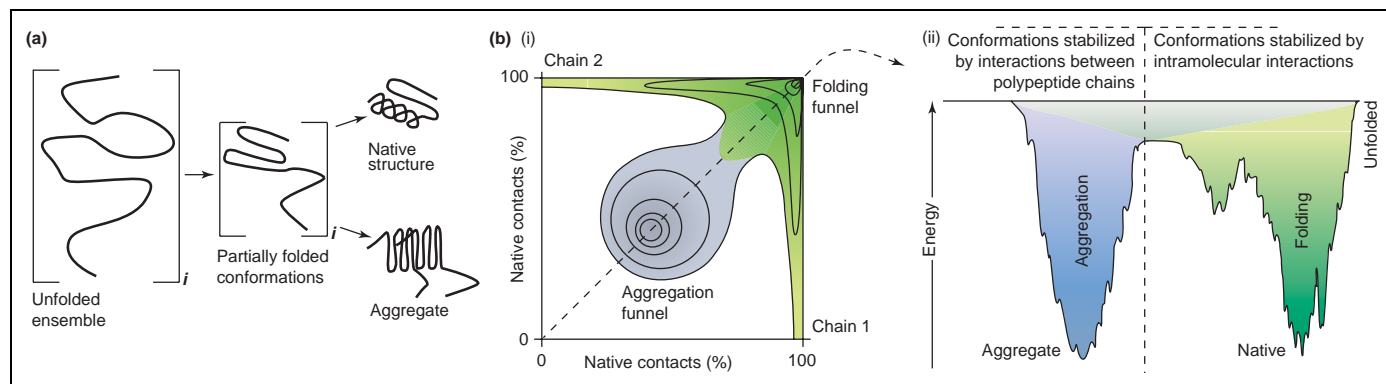 (a)
Unfolded
ensemble
i
Partially folded
conformations
i
Native
structure
Aggregate
(b) (i)
Chain 2
100
Folding
funnel
Native contacts (%)
Aggregation
funnel
Chain 1
0
0
Native contacts (%)
100
(ii)
Conformations stabilized
by interactions between
polypeptide chains
Conformations stabilized by
intramolecular interactions
Energy
Unfolded
Aggregation
Folding
Aggregate
Native